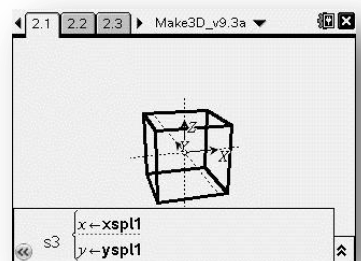 2.1 2.2 2.3 Make3D_v9.3a
Z
Y X
s3 x←xspl1
y←yspl1